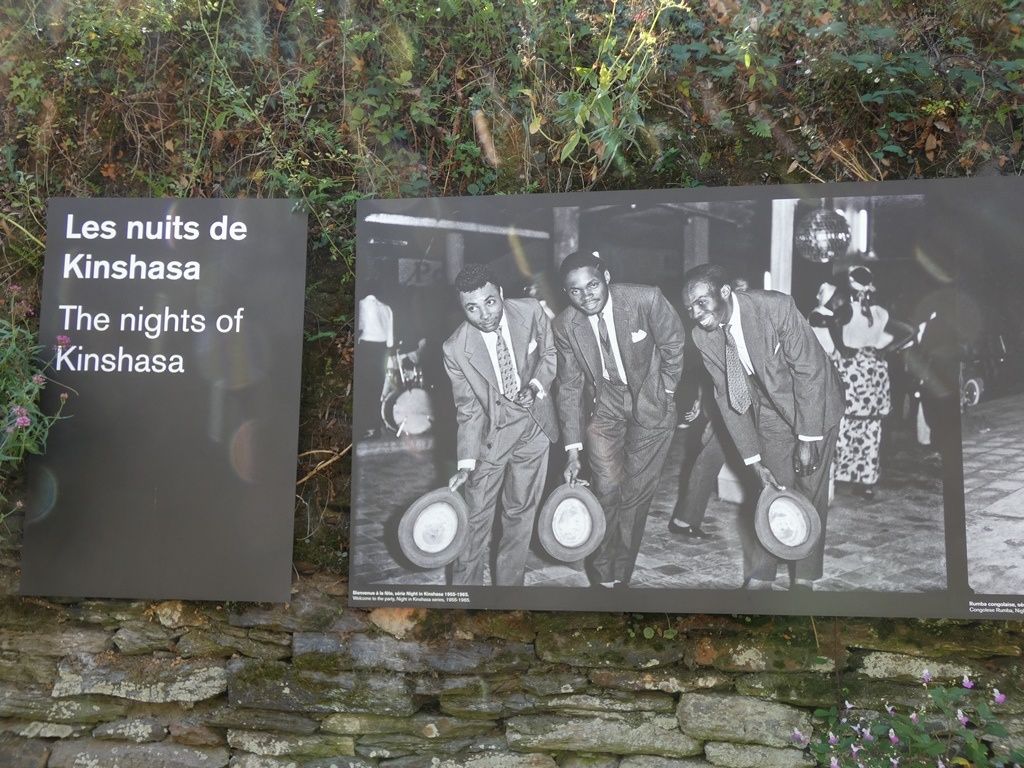 Les nuits de
Kinshasa
The nights of
Kinshasa
Bienvenue à la fête, série Night in Kinshasa 1955-1965.
Welcome to the party, Night in Kinshasa series, 1955-1965.
Rumba congolaise,
Congolese Rumba,